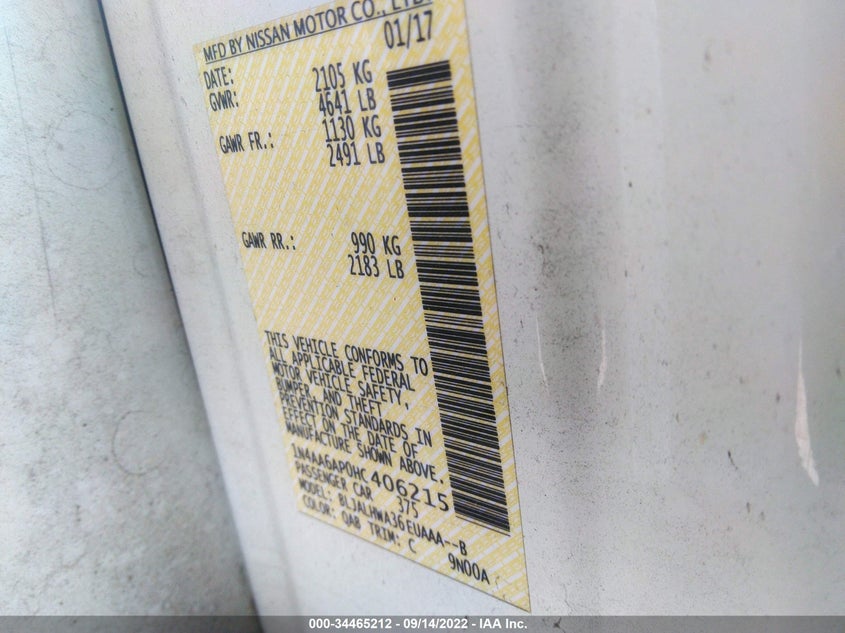 MFD BY NISSAN MOTOR CO., LTD.
DATE: 01/17
GVWR: 2105 KG
4641 LB
GAWR FR.: 1130 KG
2491 LB
GAWR RR.: 990 KG
2183 LB
THIS VEHICLE CONFORMS TO
ALL APPLICABLE FEDERAL
MOTOR VEHICLE SAFETY,
BUMPER, AND THEFT
PREVENTION STANDARDS IN
EFFECT ON THE DATE OF
MANUFACTURE SHOWN ABOVE.
1N4AA6AP0HC406215
PASSENGER CAR 375
MODEL: BLJALHWA36EUAAA--B
COLOR: QAB TRIM: C 9N00A
000-34465212 - 09/14/2022 - IAA Inc.